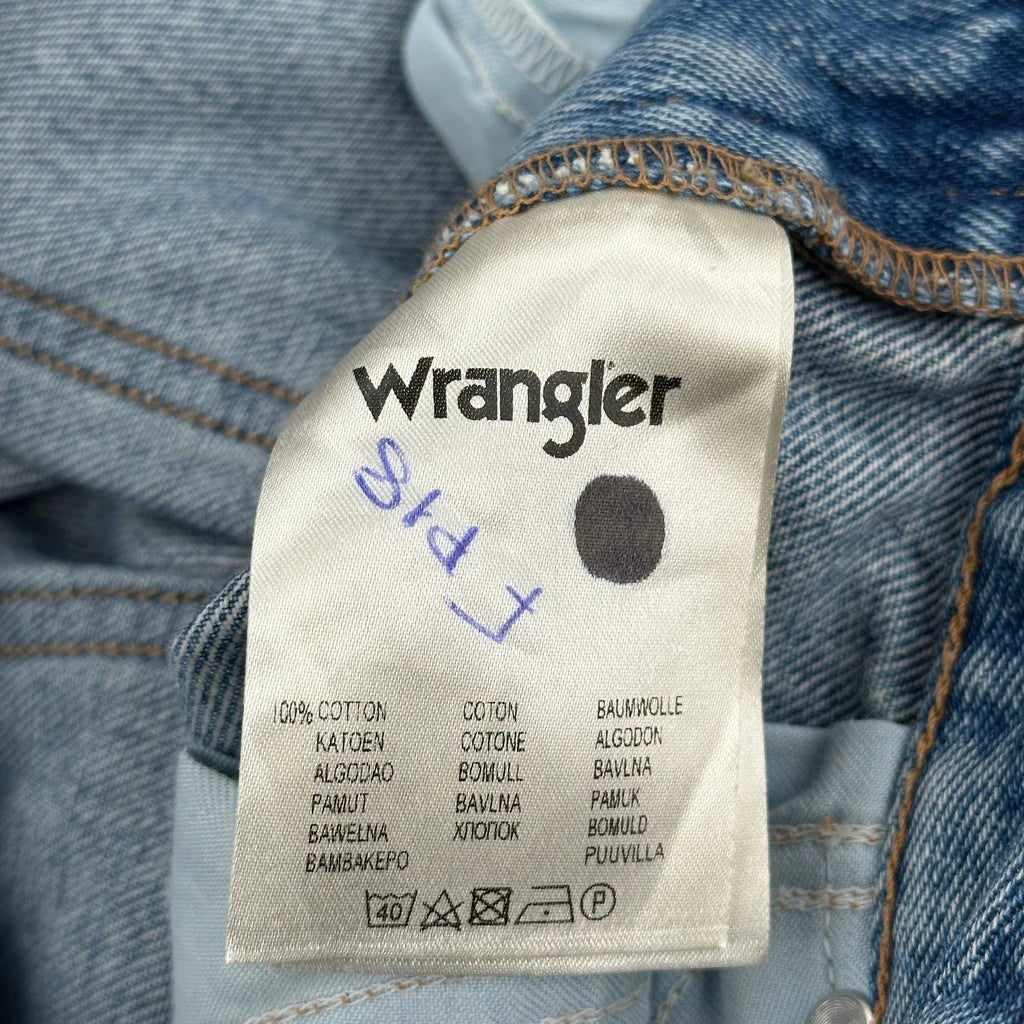 Wrangler
100% COTTON COTON BAUMWOLLE
KATOEN COTONE ALGODON
ALGODAO BOMULL BAVLNA
PAMUT BAVLNA PAMUK
BAWEŁNA ХЛОПОК BOMULD
BAMBAKEPO PUUVILLA
40 P